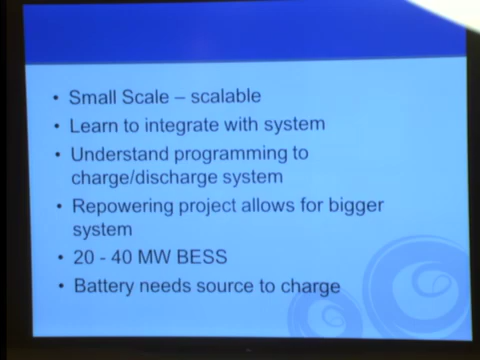 • Small Scale – scalable
• Learn to integrate with system
• Understand programming to
charge/discharge system
• Repowering project allows for bigger
system
• 20 - 40 MW BESS
• Battery needs source to charge